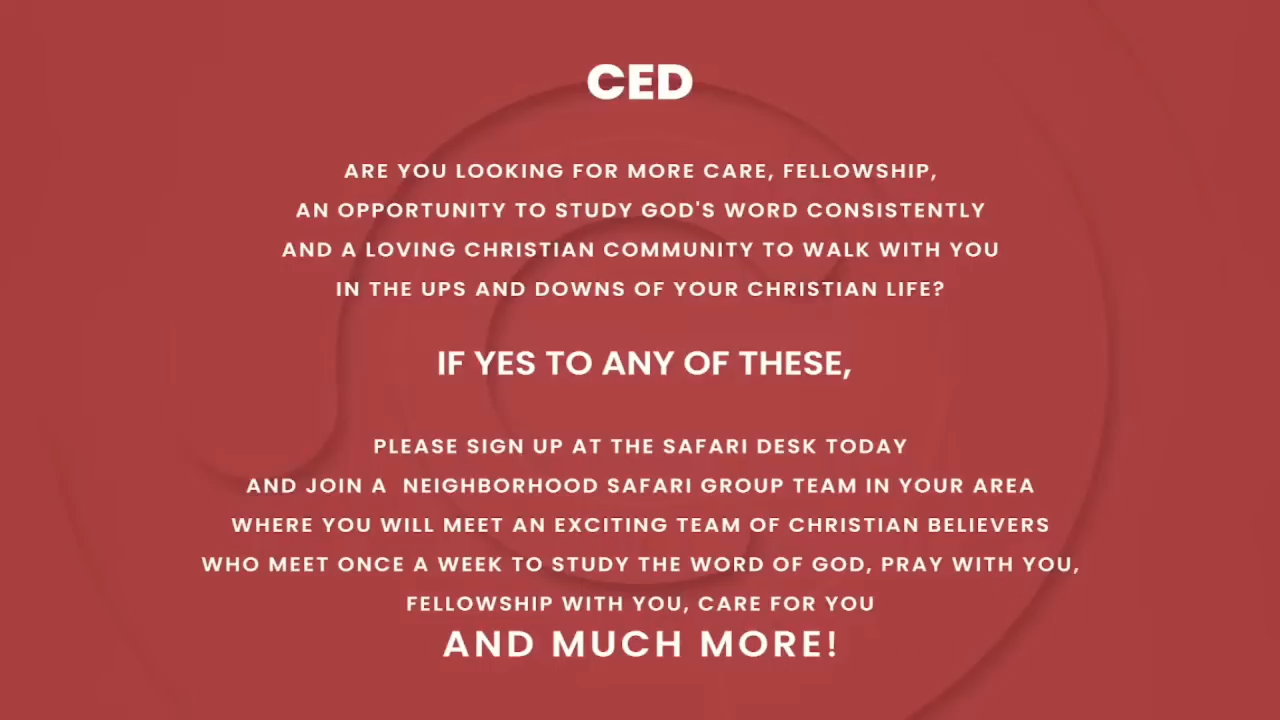 CED
ARE YOU LOOKING FOR MORE CARE, FELLOWSHIP,
AN OPPORTUNITY TO STUDY GOD'S WORD CONSISTENTLY
AND A LOVING CHRISTIAN COMMUNITY TO WALK WITH YOU
IN THE UPS AND DOWNS OF YOUR CHRISTIAN LIFE?
IF YES TO ANY OF THESE,
PLEASE SIGN UP AT THE SAFARI DESK TODAY
AND JOIN A  NEIGHBORHOOD SAFARI GROUP TEAM IN YOUR AREA
WHERE YOU WILL MEET AN EXCITING TEAM OF CHRISTIAN BELIEVERS
WHO MEET ONCE A WEEK TO STUDY THE WORD OF GOD, PRAY WITH YOU,
FELLOWSHIP WITH YOU, CARE FOR YOU
AND MUCH MORE!